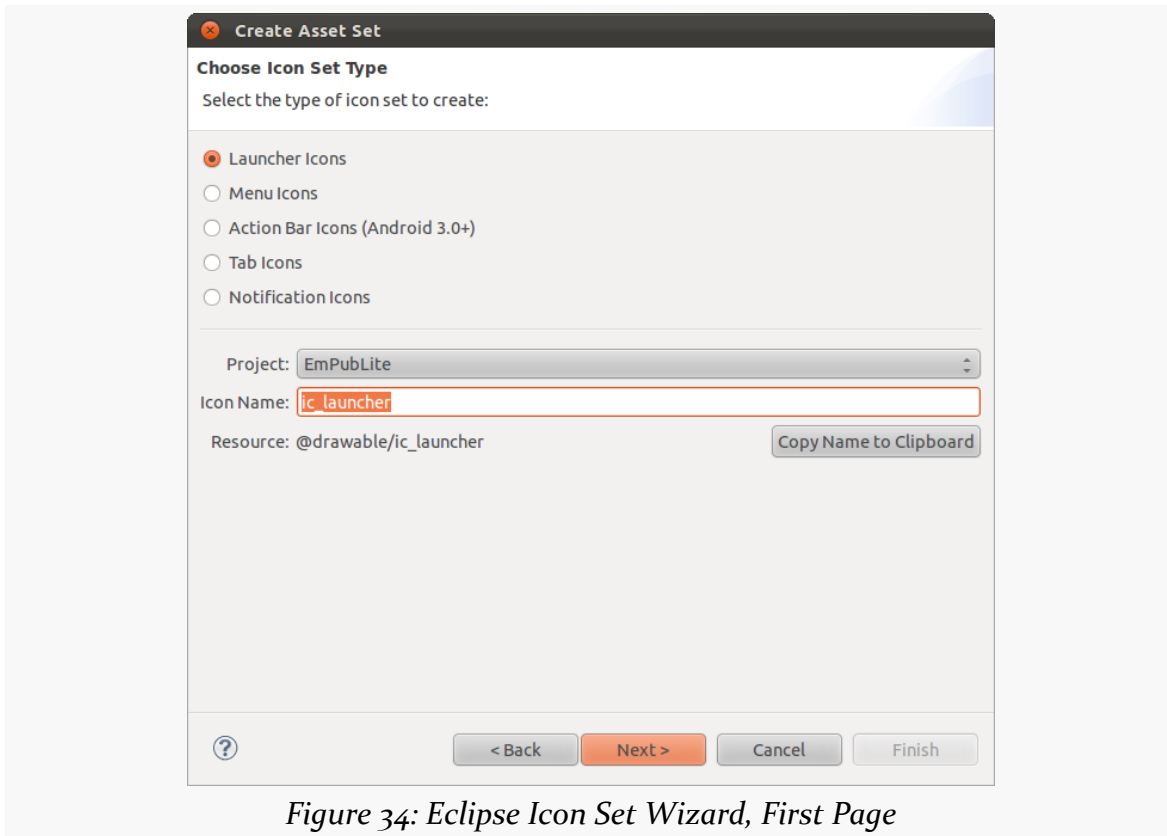 Create Asset Set
Choose Icon Set Type
Select the type of icon set to create:
Launcher Icons
Menu Icons
Action Bar Icons (Android 3.0+)
Tab Icons
Notification Icons
Project: EmPubLite
Icon Name: ic_launcher
Resource: @drawable/ic_launcher Copy Name to Clipboard
? < Back Next > Cancel Finish
Figure 34: Eclipse Icon Set Wizard, First Page